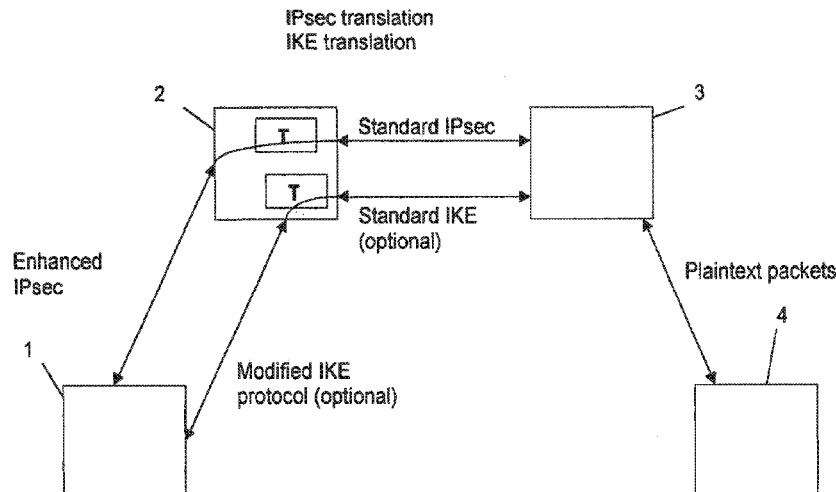 IPsec translation
IKE translation
2
3
T
Standard IPsec
T
Standard IKE
(optional)
Enhanced
IPsec
Plaintext packets
1
4
Modified IKE
protocol (optional)